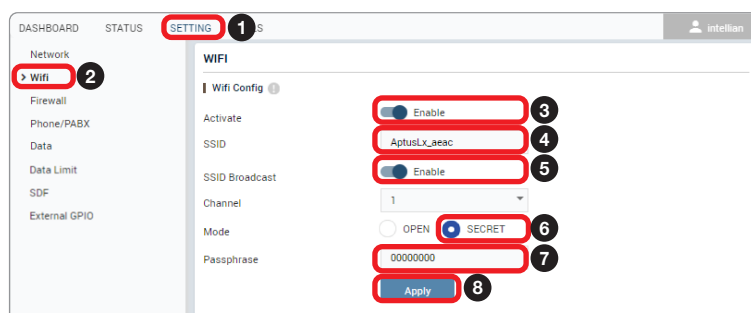 DASHBOARD STATUS SETTING 1 S intellian
Network
> Wifi 2
Firewall
Phone/PABX
Data
Data Limit
SDF
External GPIO
WIFI
Wifi Config !
Activate Enable 3
SSID AptusLx_aeac 4
SSID Broadcast Enable 5
Channel 1
Mode OPEN SECRET 6
Passphrase 00000000 7
Apply 8